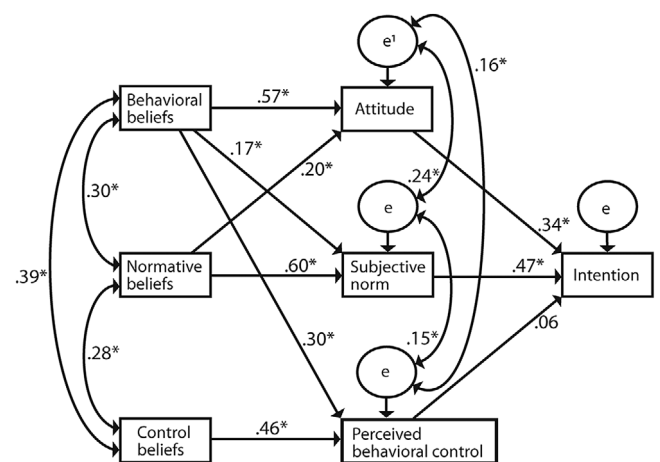 e¹
.16*
Behavioral
beliefs
.57*
Attitude
.17*
.20*
.30*
.24*
e
e
.34*
.39*
Normative
beliefs
.60*
Subjective
norm
.47*
Intention
.28*
.30*
.15*
.06
e
Control
beliefs
.46*
Perceived
behavioral control